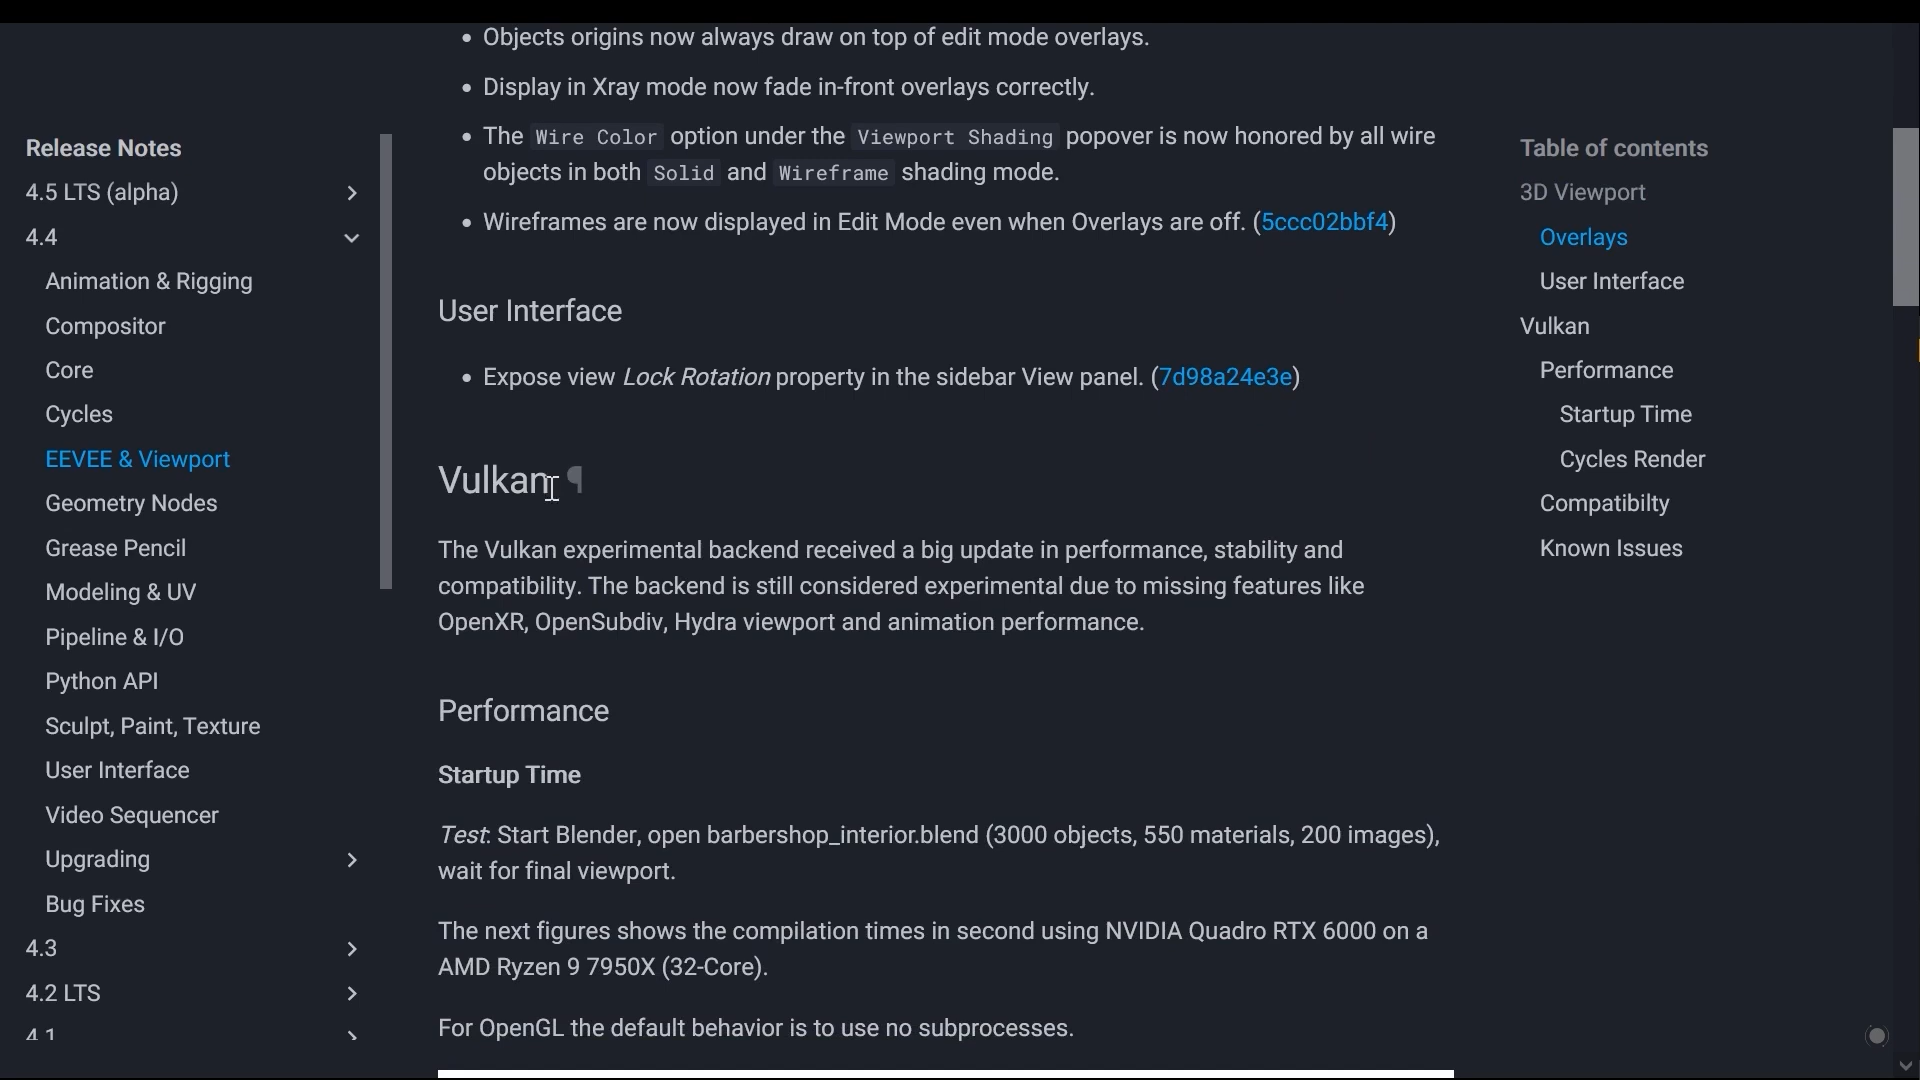 Objects origins now always draw on top of edit mode overlays.
Display in Xray mode now fade in-front overlays correctly.
The Wire Color option under the Viewport Shading popover is now honored by all wire
objects in both Solid and Wireframe shading mode.
Wireframes are now displayed in Edit Mode even when Overlays are off. (5ccc02bbf4)
User Interface
Expose view Lock Rotation property in the sidebar View panel. (7d98a24e3e)
Vulkan ¶
The Vulkan experimental backend received a big update in performance, stability and
compatibility. The backend is still considered experimental due to missing features like
OpenXR, OpenSubdiv, Hydra viewport and animation performance.
Performance
Startup Time
Test: Start Blender, open barbershop_interior.blend (3000 objects, 550 materials, 200 images),
wait for final viewport.
The next figures shows the compilation times in second using NVIDIA Quadro RTX 6000 on a
AMD Ryzen 9 7950X (32-Core).
For OpenGL the default behavior is to use no subprocesses.
Release Notes
4.5 LTS (alpha)
4.4
Animation & Rigging
Compositor
Core
Cycles
EEVEE & Viewport
Geometry Nodes
Grease Pencil
Modeling & UV
Pipeline & I/O
Python API
Sculpt, Paint, Texture
User Interface
Video Sequencer
Upgrading
Bug Fixes
4.3
4.2 LTS
4.1
Table of contents
3D Viewport
Overlays
User Interface
Vulkan
Performance
Startup Time
Cycles Render
Compatibilty
Known Issues